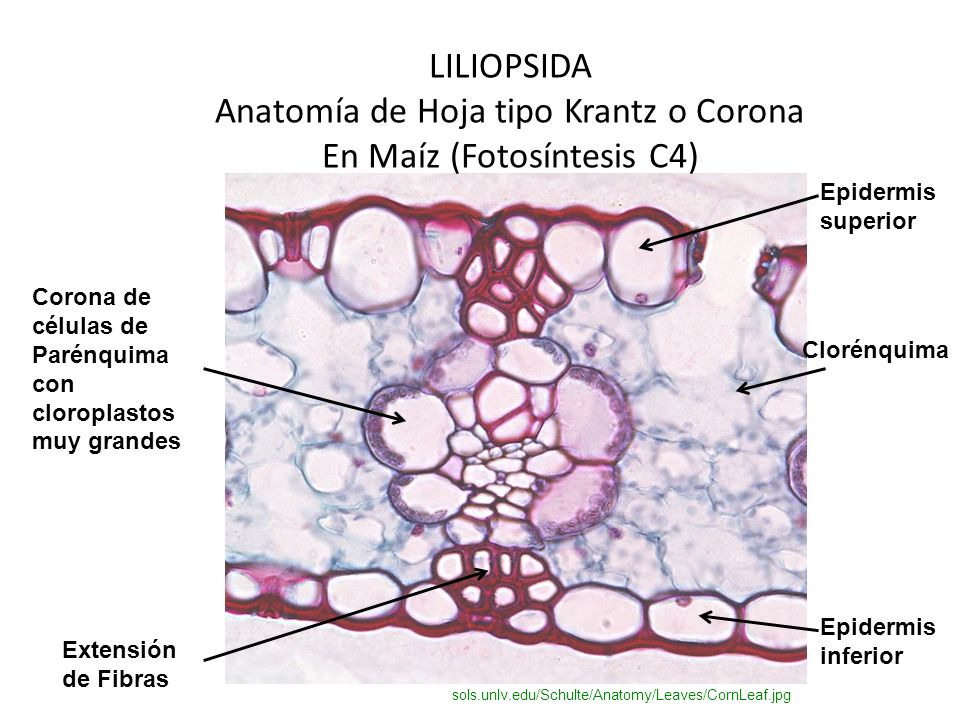 LILIOPSIDA
Anatomía de Hoja tipo Krantz o Corona
En Maíz (Fotosíntesis C4)
Epidermis
superior
Corona de
células de
Parénquima
con
cloroplastos
muy grandes
Clorénquima
Extensión
de Fibras
Epidermis
inferior
sols.unlv.edu/Schulte/Anatomy/Leaves/CornLeaf.jpg